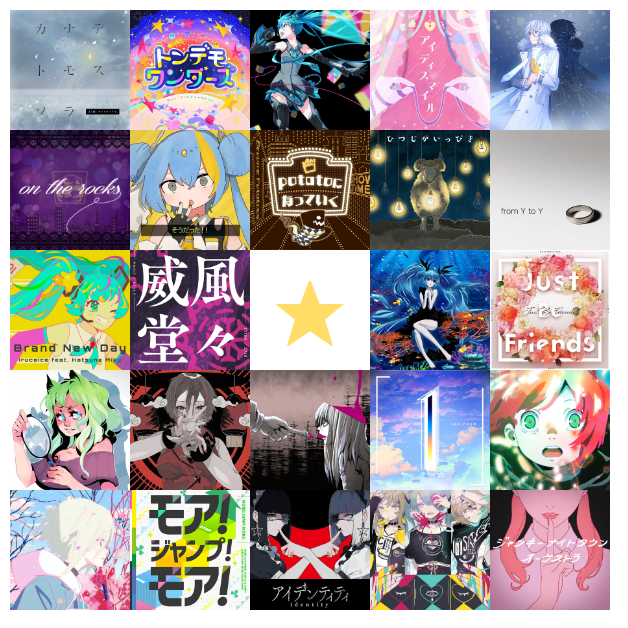 カナデ
トモス
ソラ
トンデモ
ワンダーズ
アイディスマイル
on the rocks
そうだった!!
potatoに
なっていく
ひつじがいっぴき
from Y to Y
Brand New Day
irucaice feat. Hatsune Miku
威風
堂々
Just
a
Friends
1
モア!
ジャンプ!
モア!
アイデンティティ
identity
ジャンキーナイトタウン
オーケストラ